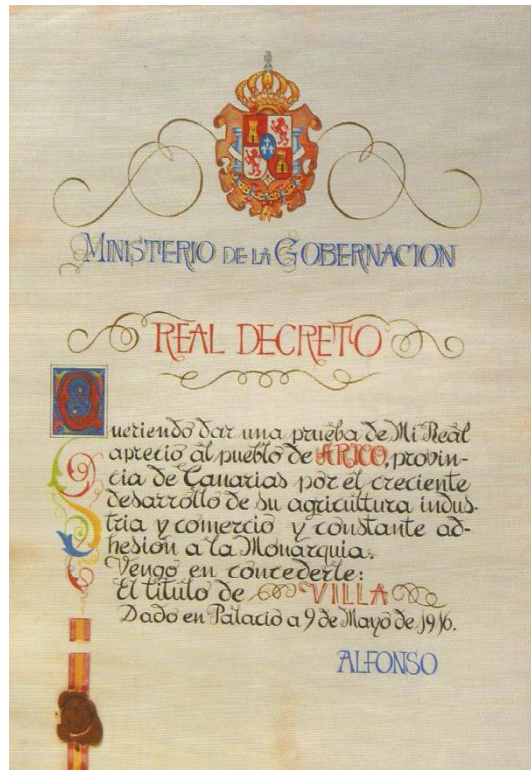 MINISTERIO DE LA GOBERNACION
REAL DECRETO
Queriendo dar una prueba de Mi Real
aprecio al pueblo de ARICO, provin-
cia de Canarias por el creciente
desarrollo de su agricultura indus-
tria y comercio y constante ad-
hesión a la Monarquia.
Vengo en concederle:
El titulo de VILLA
Dado en Palacio a 9 de Mayo de 1916.
ALFONSO